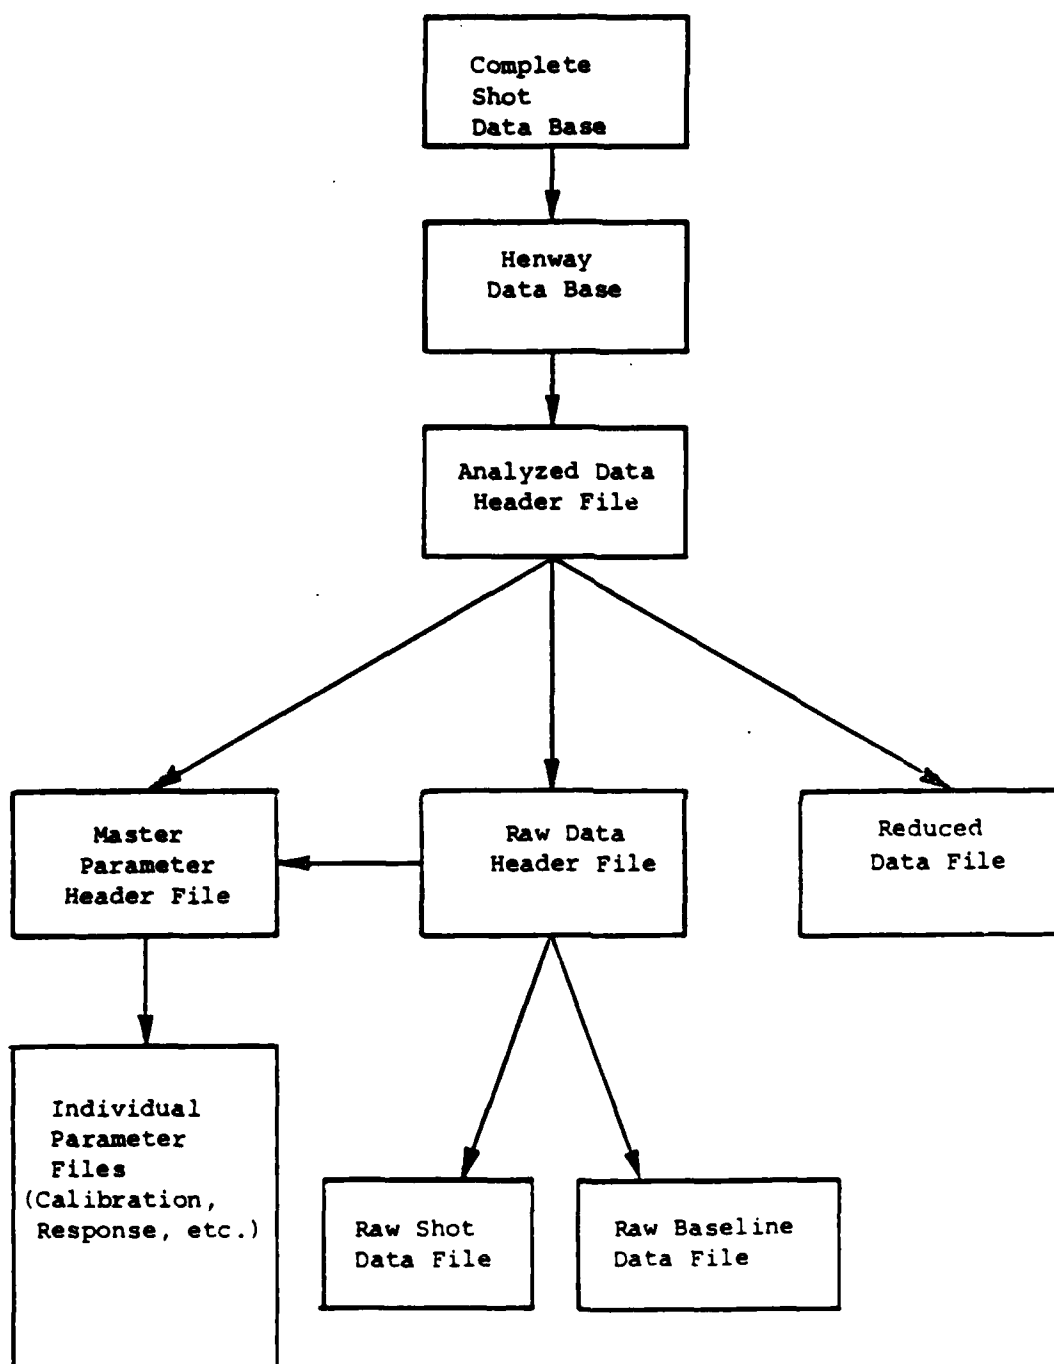 Complete
Shot
Data Base
Henway
Data Base
Analyzed Data
Header File
Master
Parameter
Header File
Raw Data
Header File
Reduced
Data File
Individual
Parameter
Files
(Calibration,
Response, etc.)
Raw Shot
Data File
Raw Baseline
Data File